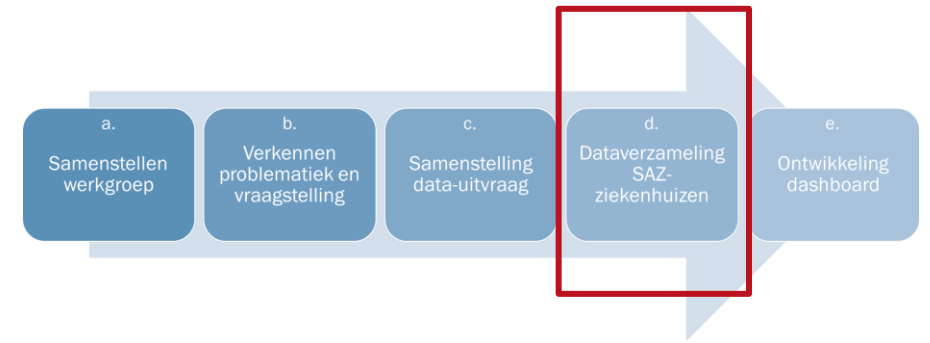 a.
Samenstellen
werkgroep
b.
Verkennen
problematiek en
vraagstelling
c.
Samenstelling
data-uitvraag
d.
Dataverzameling
SAZ-
ziekenhuizen
e.
Ontwikkeling
dashboard